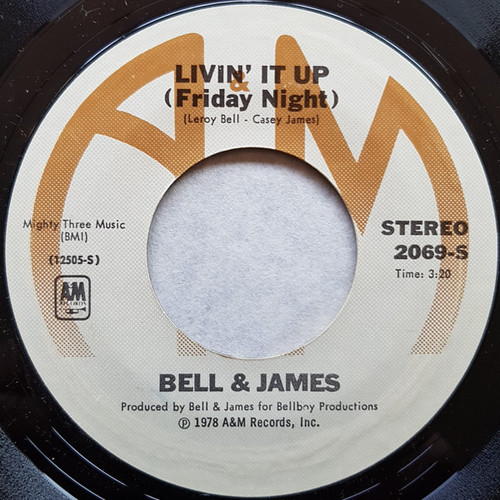 LIVIN' IT UP
&
(Friday Night)
(Leroy Bell - Casey James)
Mighty Three Music
(BMI)
(12505-S)
A&M
RECORDS
STEREO
2069-S
Time: 3:20
BELL & JAMES
Produced by Bell & James for Bellboy Productions
℗ 1978 A&M Records, Inc.